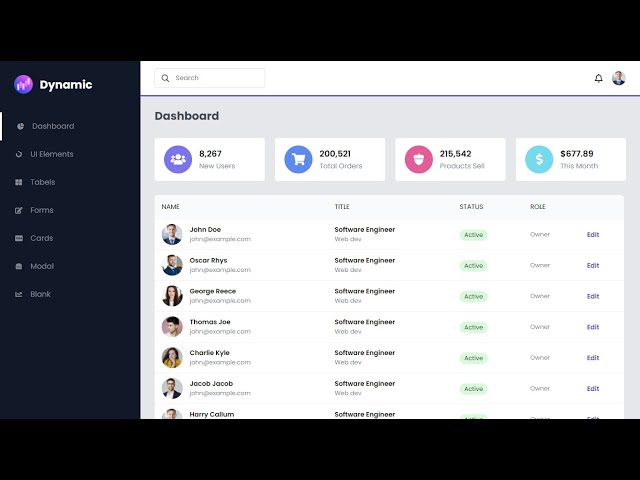 Dynamic
Search
Dashboard
UI Elements
Tabels
Forms
Cards
Modal
Blank
Dashboard
8,267
New Users
200,521
Total Orders
215,542
Products Sell
$677.89
This Month
NAME TITLE STATUS ROLE
John Doe Software Engineer
john@example.com Web dev Active Owner Edit
Oscar Rhys Software Engineer
john@example.com Web dev Active Owner Edit
George Reece Software Engineer
john@example.com Web dev Active Owner Edit
Thomas Joe Software Engineer
john@example.com Web dev Active Owner Edit
Charlie Kyle Software Engineer
john@example.com Web dev Active Owner Edit
Jacob Jacob Software Engineer
john@example.com Web dev Active Owner Edit
Harry Callum Software Engineer
Active Owner Edit